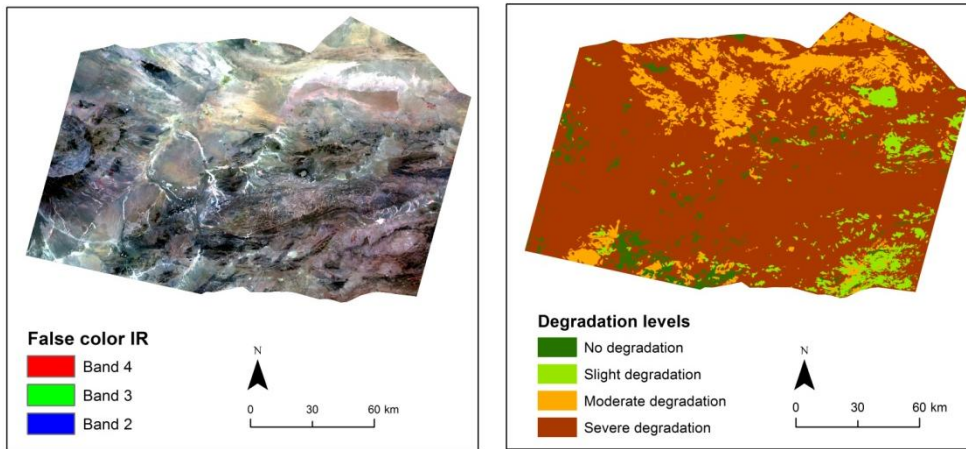 False color IR
Band 4
Band 3
Band 2
N
0 30 60 km
Degradation levels
No degradation
Slight degradation
Moderate degradation
Severe degradation
N
0 30 60 km